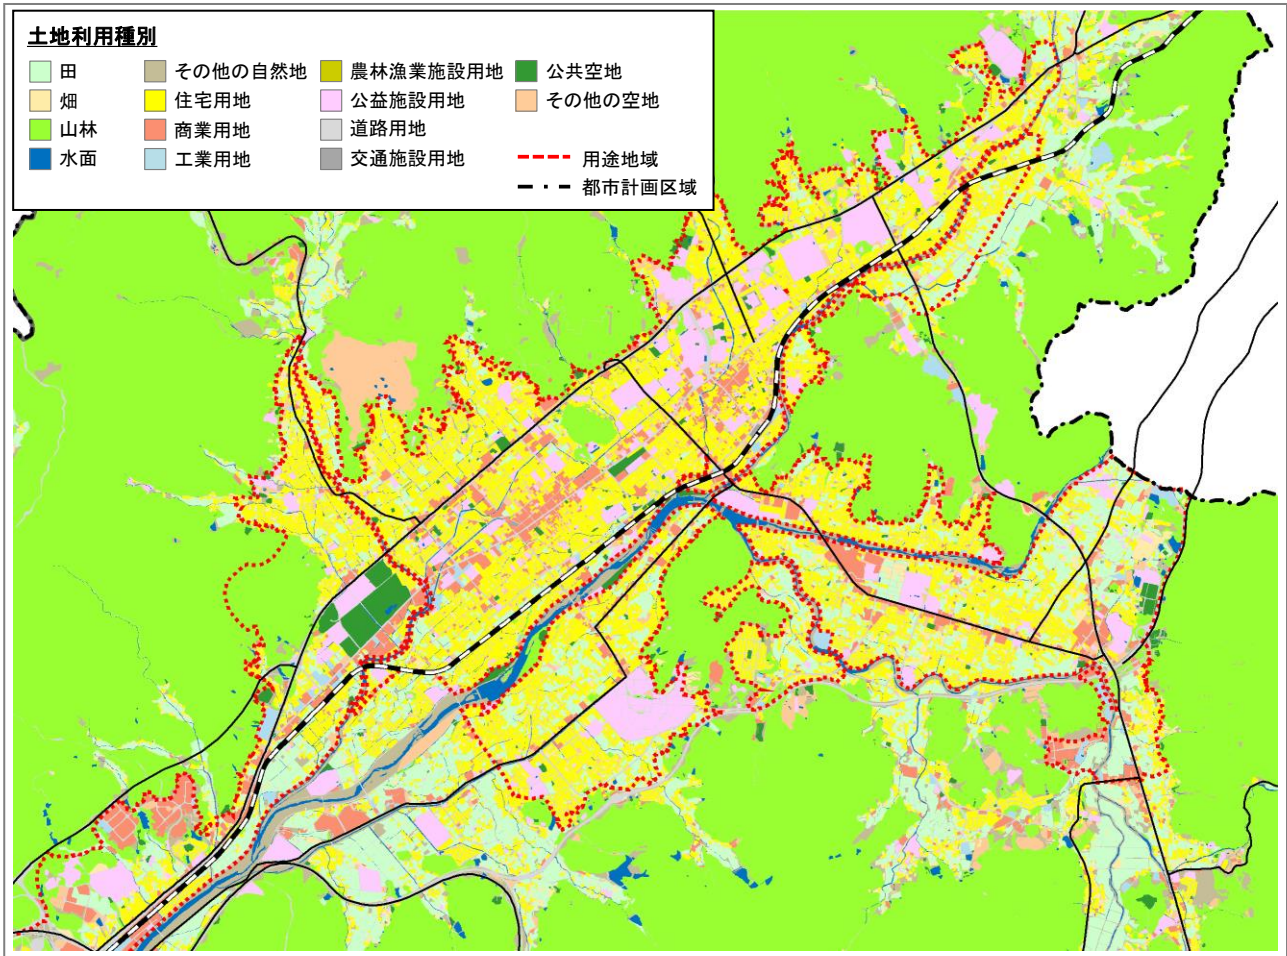 土地利用種別
田
畑
山林
水面
その他の自然地
住宅用地
商業用地
工業用地
農林漁業施設用地
公益施設用地
道路用地
交通施設用地
公共空地
その他の空地
用途地域
都市計画区域